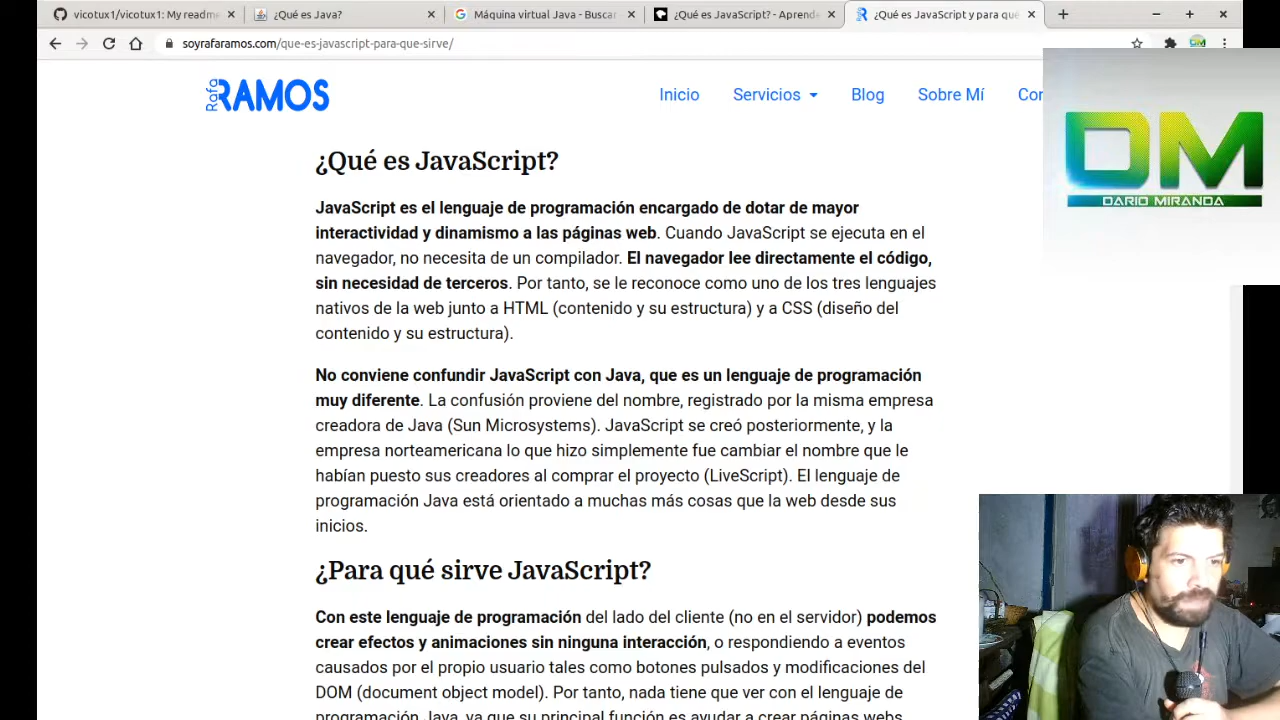 vicotux1/vicotux1: My readme
¿Qué es Java?
Máquina virtual Java - Buscar
¿Qué es JavaScript? - Aprende
¿Qué es JavaScript y para qué
soyrafaramos.com/que-es-javascript-para-que-sirve/
Rafa RAMOS
Inicio
Servicios
Blog
Sobre Mí
Con
DM
DARIO MIRANDA
¿Qué es JavaScript?
JavaScript es el lenguaje de programación encargado de dotar de mayor
interactividad y dinamismo a las páginas web. Cuando JavaScript se ejecuta en el
navegador, no necesita de un compilador. El navegador lee directamente el código,
sin necesidad de terceros. Por tanto, se le reconoce como uno de los tres lenguajes
nativos de la web junto a HTML (contenido y su estructura) y a CSS (diseño del
contenido y su estructura).
No conviene confundir JavaScript con Java, que es un lenguaje de programación
muy diferente. La confusión proviene del nombre, registrado por la misma empresa
creadora de Java (Sun Microsystems). JavaScript se creó posteriormente, y la
empresa norteamericana lo que hizo simplemente fue cambiar el nombre que le
habían puesto sus creadores al comprar el proyecto (LiveScript). El lenguaje de
programación Java está orientado a muchas más cosas que la web desde sus
inicios.
¿Para qué sirve JavaScript?
Con este lenguaje de programación del lado del cliente (no en el servidor) podemos
crear efectos y animaciones sin ninguna interacción, o respondiendo a eventos
causados por el propio usuario tales como botones pulsados y modificaciones del
DOM (document object model). Por tanto, nada tiene que ver con el lenguaje de
programación Java, ya que su principal función es ayudar a crear páginas webs